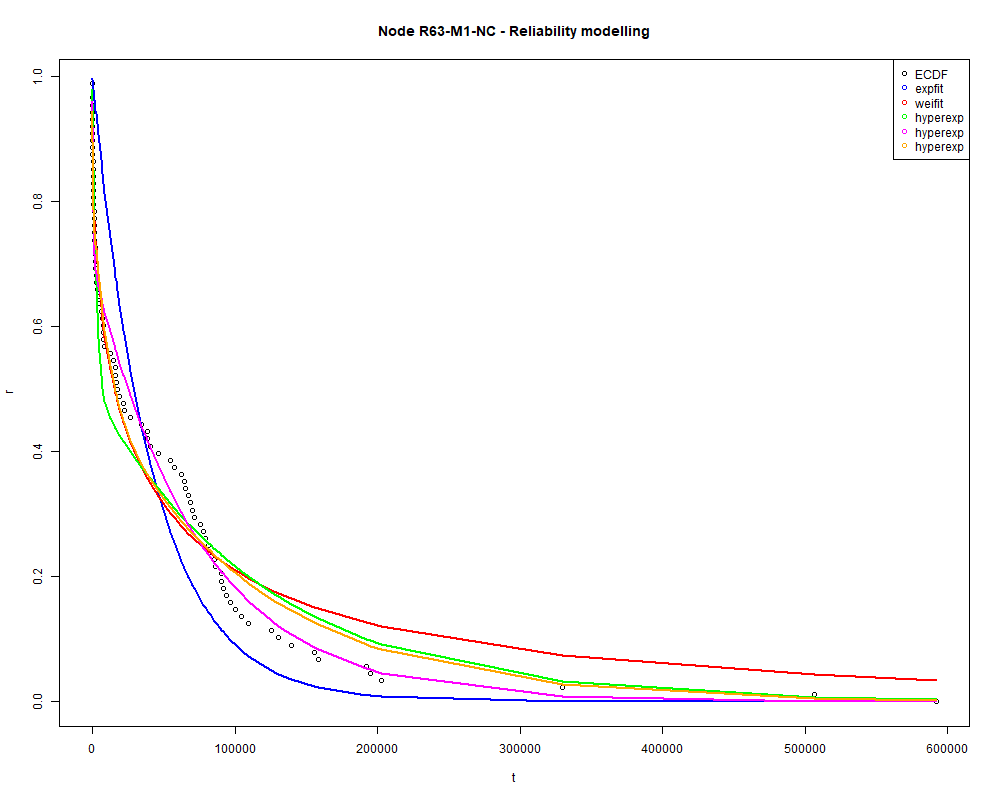 Node R63-M1-NC - Reliability modelling
ECDF
expfit
weifit
hyperexp
hyperexp
hyperexp
1.0
0.8
0.6
0.4
0.2
0.0
r
0 100000 200000 300000 400000 500000 600000
t